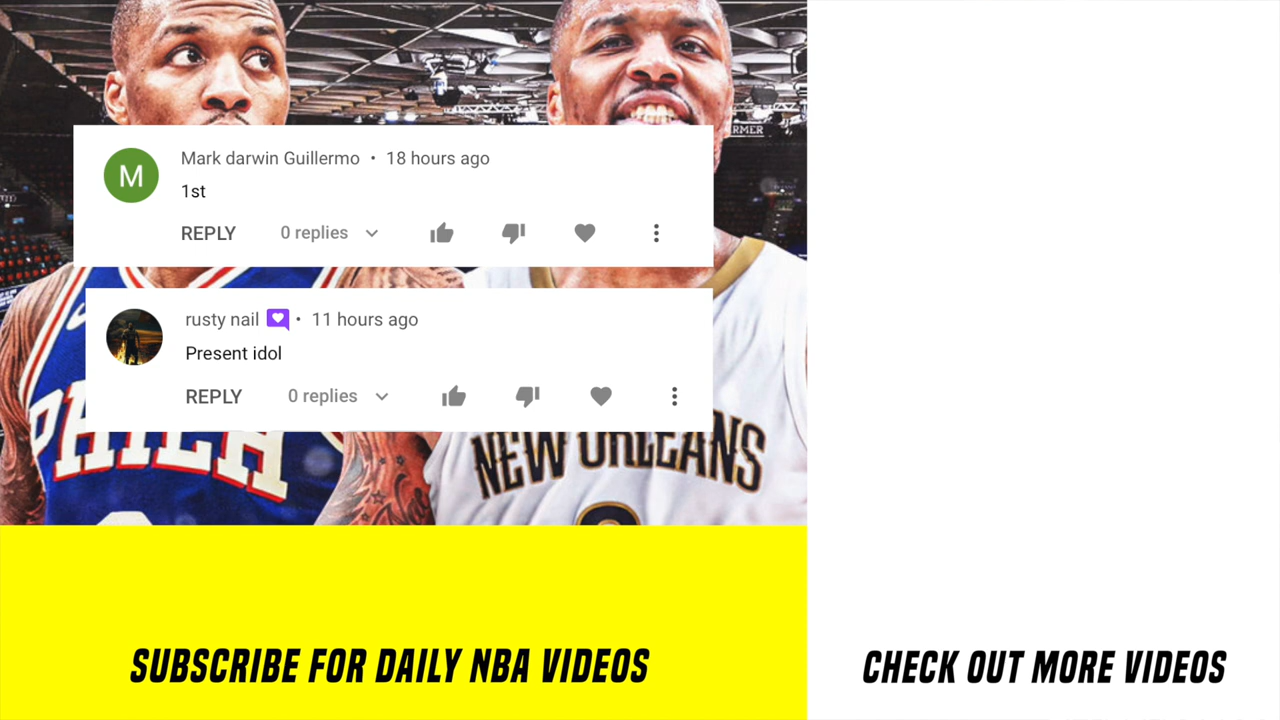 RMER
M
Mark darwin Guillermo • 18 hours ago
1st
REPLY 0 replies
rusty nail • 11 hours ago
Present idol
REPLY 0 replies
PHILA
NEW ORLEANS
SUBSCRIBE FOR DAILY NBA VIDEOS
CHECK OUT MORE VIDEOS